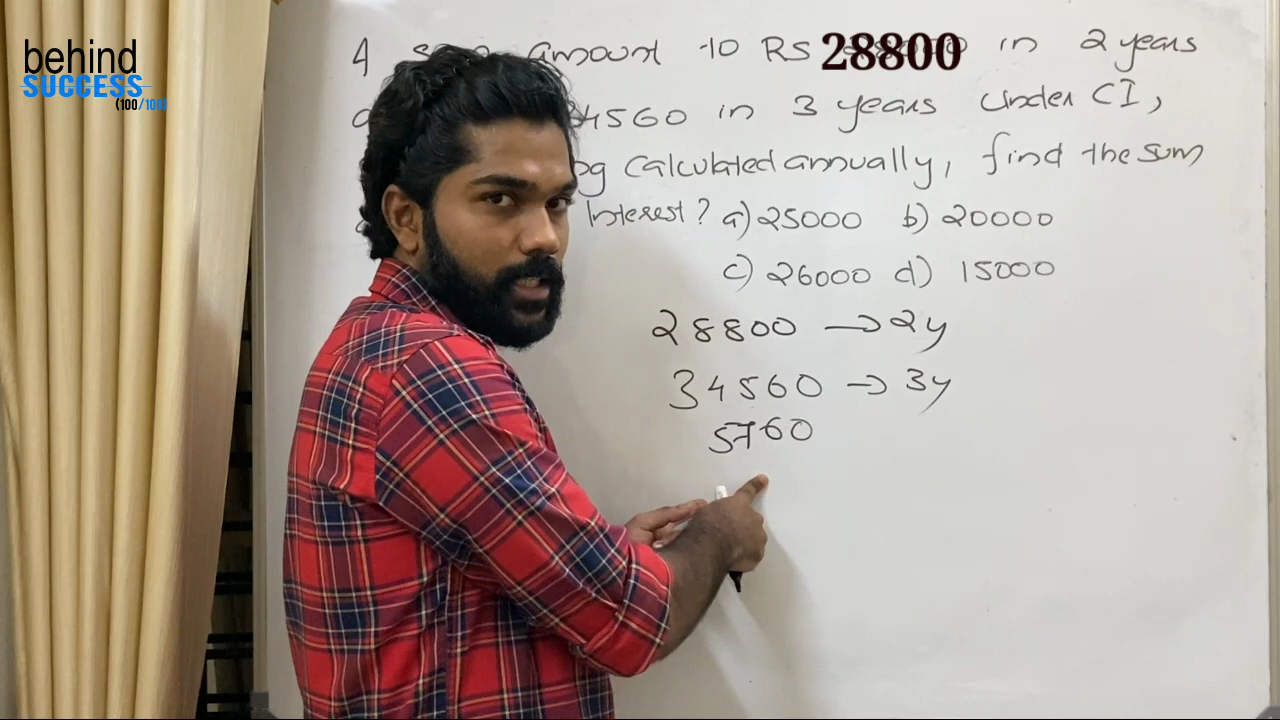 behind
SUCCESS
(100/100)
A amount to RS 28800 in 2 years
34560 in 3 years under CI,
calculated annually, find the sum
Interest? a) 25000 b) 20000
c) 26000 d) 15000
28800 → 2y
34560 → 3y
5760